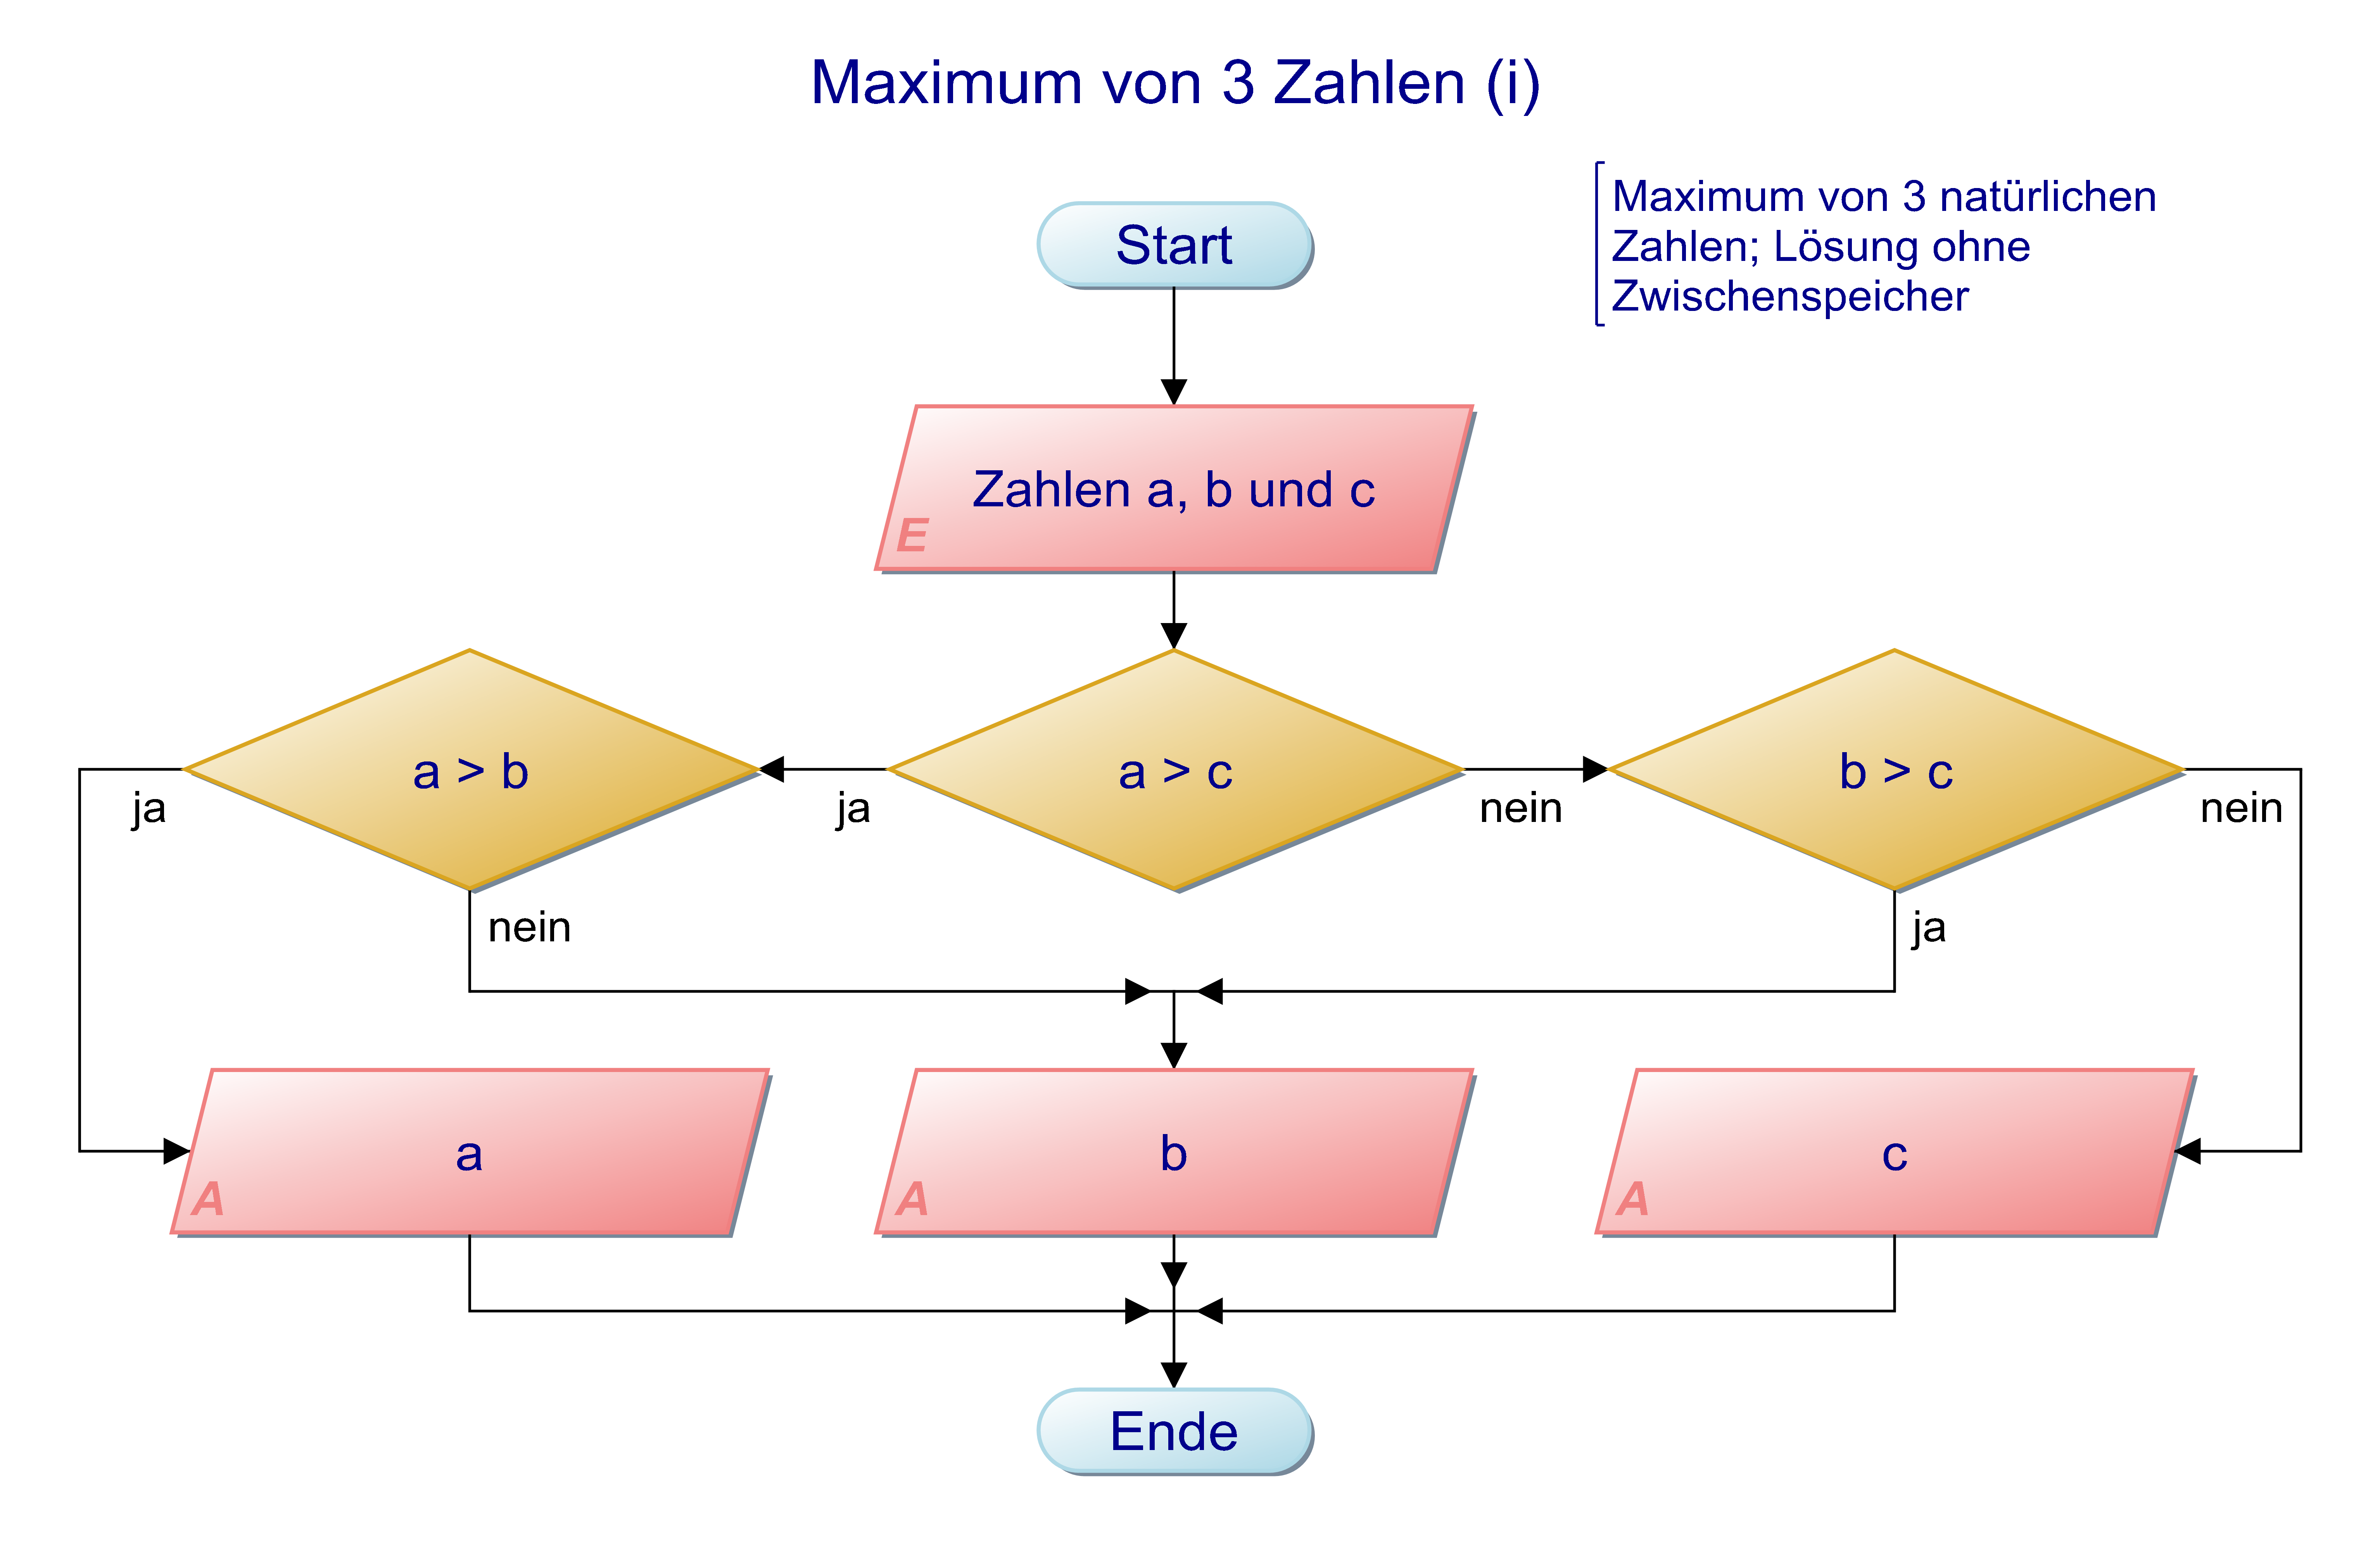 Maximum von 3 Zahlen (i)
Maximum von 3 natürlichen
Zahlen; Lösung ohne
Zwischenspeicher
Start
Zahlen a, b und c
E
a > b
a > c
b > c
ja
ja
nein
nein
nein
ja
a
A
b
A
c
A
Ende